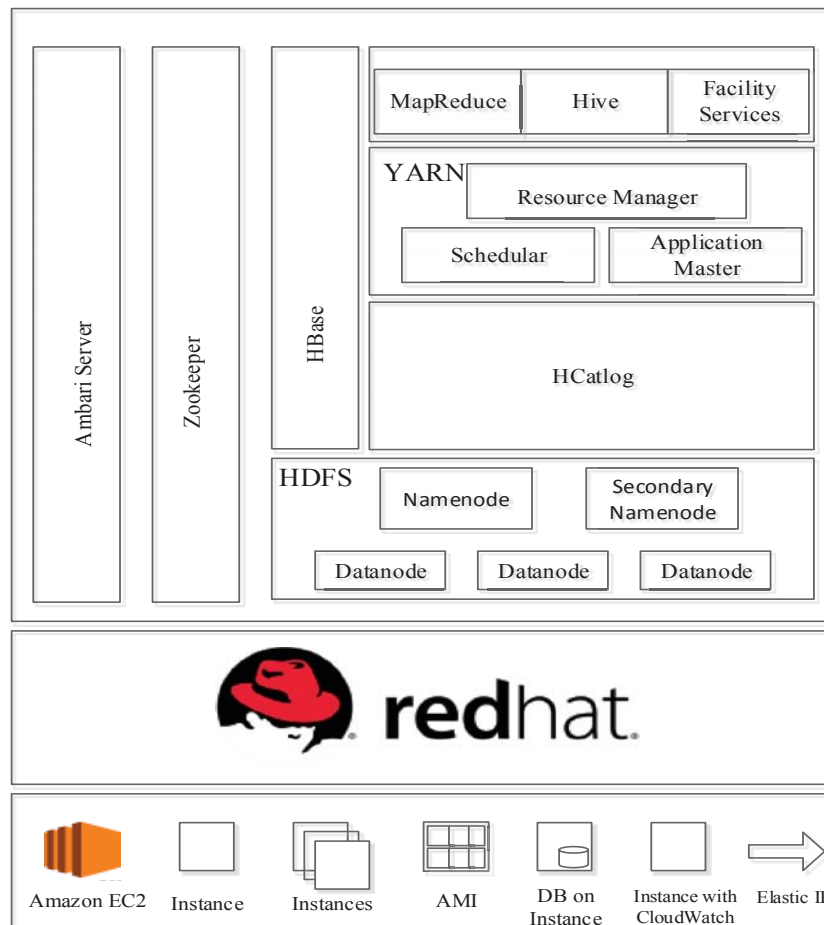 MapReduce
Hive
Facility
Services
YARN
Resource Manager
Schedular
Application
Master
Ambari Server
Zookeeper
HBase
HCatlog
HDFS
Namenode
Secondary
Namenode
Datanode
Datanode
Datanode
redhat.
Amazon EC2
Instance
Instances
AMI
DB on
Instance
Instance with
CloudWatch
Elastic